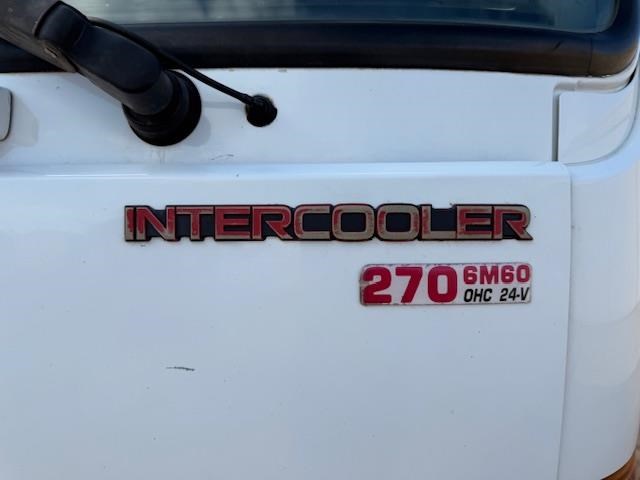 INTERCOOLER
270 6M60
OHC 24-V